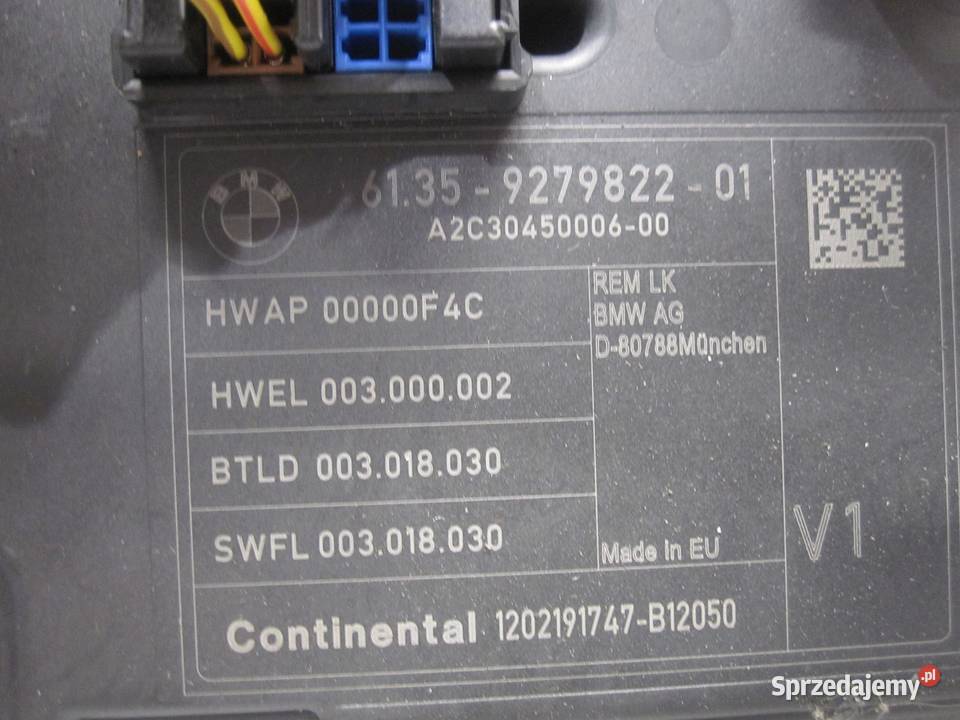 BMW
61.35 - 9279822 - 01
A2C30450006-00
HWAP 00000F4C
REM LK
BMW AG
D-80788München
HWEL 003.000.002
BTLD 003.018.030
SWFL 003.018.030
Made in EU
V1
Continental 1202191747-B12050
Sprzedajemy.pl